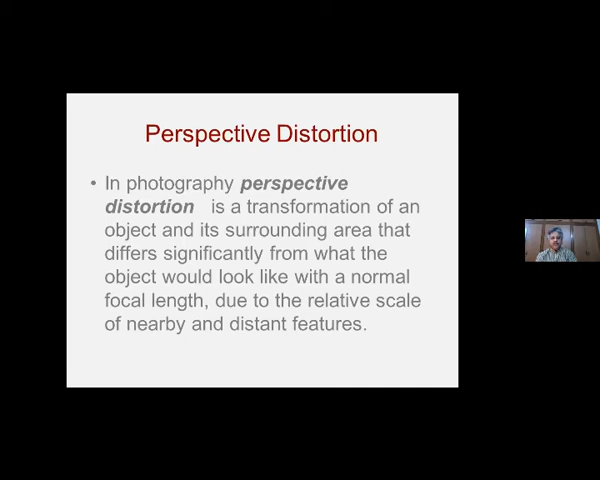 Perspective Distortion
• In photography perspective
distortion is a transformation of an
object and its surrounding area that
differs significantly from what the
object would look like with a normal
focal length, due to the relative scale
of nearby and distant features.